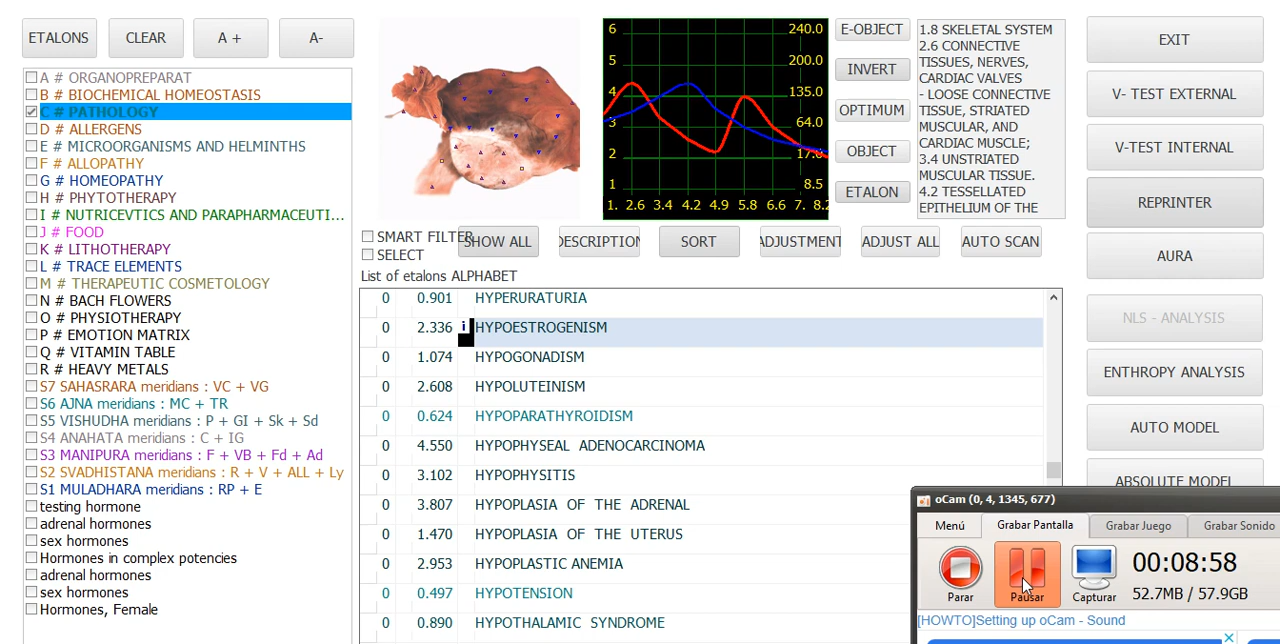 ETALONS CLEAR A + A-
A # ORGANOPREPARAT
B # BIOCHEMICAL HOMEOSTASIS
C # PATHOLOGY
D # ALLERGENS
E # MICROORGANISMS AND HELMINTHS
F # ALLOPATHY
G # HOMEOPATHY
H # PHYTOTHERAPY
I # NUTRICEVTICS AND PARAPHARMACEUTI...
J # FOOD
K # LITHOTHERAPY
L # TRACE ELEMENTS
M # THERAPEUTIC COSMETOLOGY
N # BACH FLOWERS
O # PHYSIOTHERAPY
P # EMOTION MATRIX
Q # VITAMIN TABLE
R # HEAVY METALS
S7 SAHASRARA meridians : VC + VG
S6 AJNA meridians : MC + TR
S5 VISHUDHA meridians : P + GI + Sk + Sd
S4 ANAHATA meridians : C + IG
S3 MANIPURA meridians : F + VB + Fd + Ad
S2 SVADHISTANA meridians : R + V + ALL + Ly
S1 MULADHARA meridians : RP + E
testing hormone
adrenal hormones
sex hormones
Hormones in complex potencies
adrenal hormones
sex hormones
Hormones, Female
6 240.0
5 200.0
4 135.0
3 64.0
2 17.0
1 8.5
1. 2.6 3.4 4.2 4.9 5.8 6.6 7. 8.2
E-OBJECT
INVERT
OPTIMUM
OBJECT
ETALON
1.8 SKELETAL SYSTEM
2.6 CONNECTIVE
TISSUES, NERVES,
CARDIAC VALVES
- LOOSE CONNECTIVE
TISSUE, STRIATED
MUSCULAR, AND
CARDIAC MUSCLE;
3.4 UNSTRIATED
MUSCULAR TISSUE.
4.2 TESSELLATED
EPITHELIUM OF THE
SMART FILTER
SELECT
SHOW ALL DESCRIPTION SORT ADJUSTMENT ADJUST ALL AUTO SCAN
List of etalons ALPHABET
0 0.901 HYPERURATURIA
0 2.336 i HYPOESTROGENISM
0 1.074 HYPOGONADISM
0 2.608 HYPOLUTEINISM
0 0.624 HYPOPARATHYROIDISM
0 4.550 HYPOPHYSEAL ADENOCARCINOMA
0 3.102 HYPOPHYSITIS
0 3.807 HYPOPLASIA OF THE ADRENAL
0 1.470 HYPOPLASIA OF THE UTERUS
0 2.953 HYPOPLASTIC ANEMIA
0 0.497 HYPOTENSION
0 0.890 HYPOTHALAMIC SYNDROME
EXIT
V- TEST EXTERNAL
V-TEST INTERNAL
REPRINTER
AURA
NLS - ANALYSIS
ENTHROPY ANALYSIS
AUTO MODEL
ABSOLUTE MODEL
oCam (0, 4, 1345, 677)
Menú Grabar Pantalla Grabar Juego Grabar Sonido
Parar Pausar Capturar
00:08:58
52.7MB / 57.9GB
[HOWTO]Setting up oCam - Sound